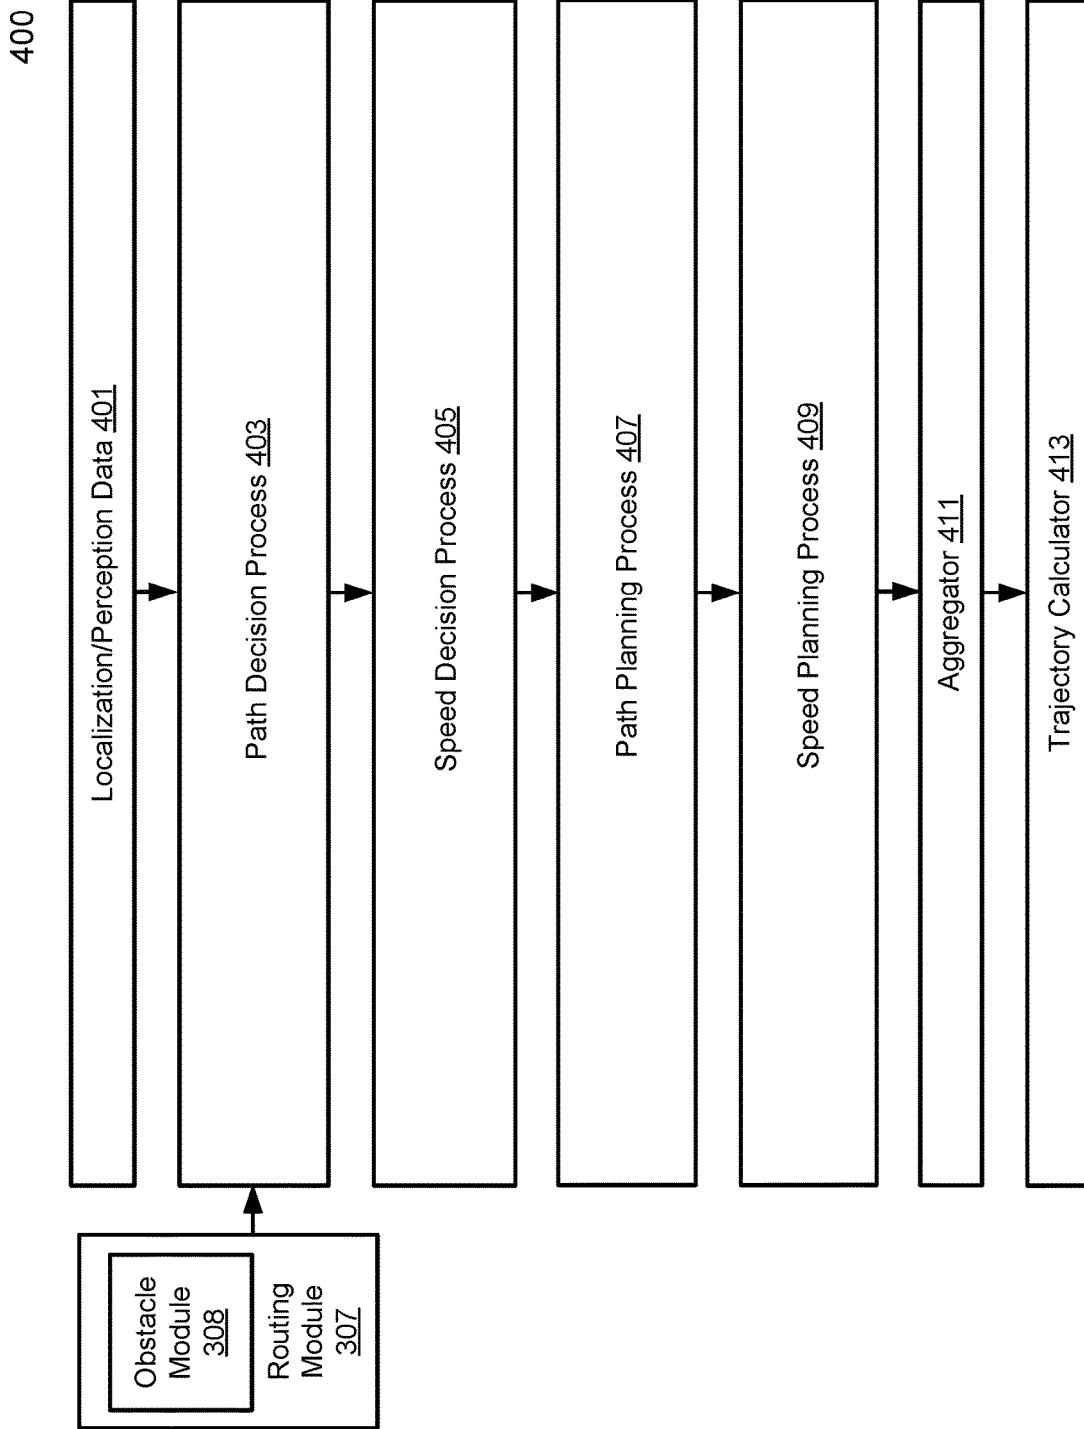 400
Localization/Perception Data 401
Path Decision Process 403
Speed Decision Process 405
Path Planning Process 407
Speed Planning Process 409
Aggregator 411
Trajectory Calculator 413
Obstacle
Module
308
Routing
Module
307